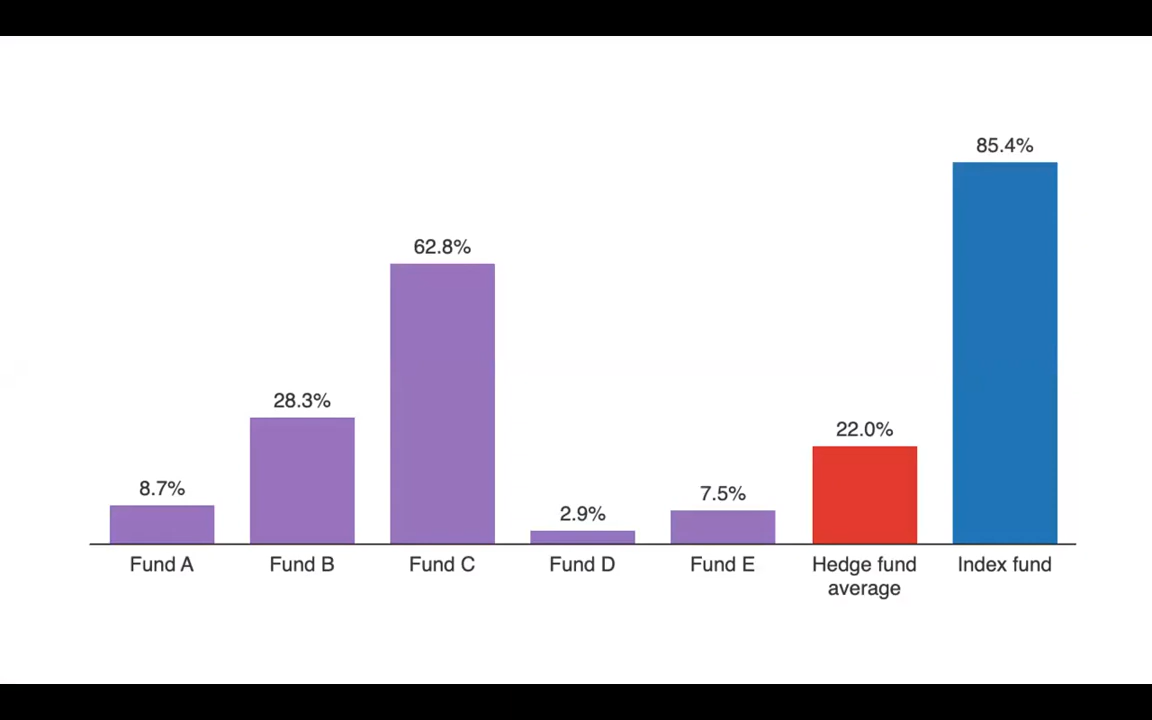 85.4%
62.8%
28.3%
22.0%
8.7%
7.5%
2.9%
Fund A
Fund B
Fund C
Fund D
Fund E
Hedge fund
average
Index fund